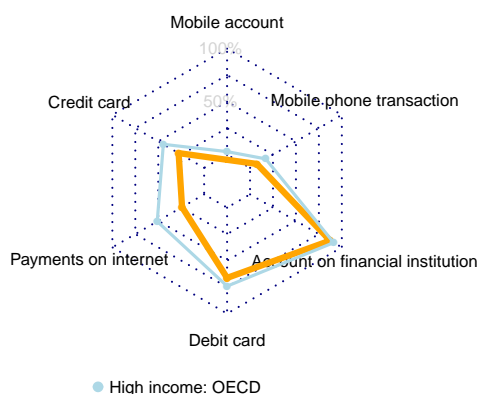 Mobile account
100%
Credit card
50%
Mobile phone transaction
Payments on internet
Account on financial institution
Debit card
High income: OECD